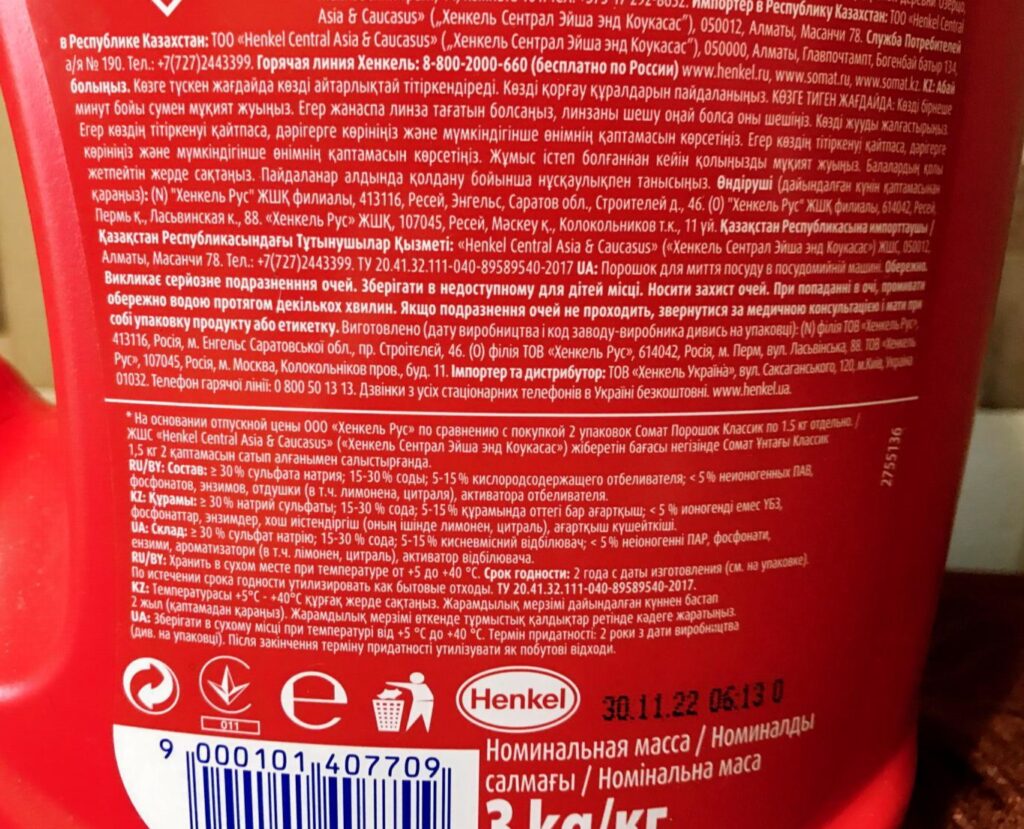 Импортер в Республику Казахстан: ТОО «Henkel Central
Asia & Caucasus» („Хенкель Сентрал Эйша энд Коукасас"), 050012, Алматы, Масанчи 78. Служба Потребителей
в Республике Казахстан: ТОО «Henkel Central Asia & Caucasus» („Хенкель Сентрал Эйша энд Коукасас"), 050000, Алматы, Главпочтамт, Богенбай батыр 134,
а/я № 190. Тел.: +7(727)2443399. Горячая линия Хенкель: 8-800-2000-660 (бесплатно по России) www.henkel.ru, www.somat.ru, www.somat.kz. KZ: Абай
болыңыз. Көзге түскен жағдайда көзді айтарлықтай тітіркендіреді. Көзді қорғау құралдарын пайдаланыңыз. КӨЗГЕ ТИГЕН ЖАҒДАЙДА: Көзді бірнеше
минут бойы сумен мұқият жуыңыз. Егер жанаспа линза тағатын болсаңыз, линзаны шешу оңай болса оны шешіңіз. Көзді жууды жалғастырыңыз.
Егер көздің тітіркенуі қайтпаса, дәрігерге көрініңіз және мүмкіндігінше өнімнің қаптамасын көрсетіңіз. Егер көздің тітіркенуі қайтпаса, дәрігерге
көрініңіз және мүмкіндігінше өнімнің қаптамасын көрсетіңіз. Жұмыс істеп болғаннан кейін қолыңызды мұқият жуыңыз. Балалардың қолы
жетпейтін жерде сақтаңыз. Пайдаланар алдында қолдану бойынша нұсқаулықпен танысыңыз. Өндіруші (дайындалған күнін қаптамасынан
қараңыз): (N) "Хенкель Рус" ЖШҚ филиалы, 413116, Ресей, Энгельс, Саратов обл., Строителей д., 46. (O) "Хенкель Рус" ЖШҚ филиалы, 614042, Ресей,
Пермь қ., Ласьвинская к., 88. «Хенкель Рус» ЖШҚ, 107045, Ресей, Маскеу қ., Колокольников т.к., 11 үй. Қазақстан Республикасына импорттаушы /
Қазақстан Республикасындағы Тұтынушылар Қызметі: «Henkel Central Asia & Caucasus» («Хенкель Сентрал Эйша энд Коукасас») ЖШС, 050012,
Алматы, Масанчи 78. Тел.: +7(727)2443399. ТУ 20.41.32.111-040-89589540-2017 UA: Порошок для миття посуду в посудомийній машині. Обережно.
Викликає серйозне подразненння очей. Зберігати в недоступному для дітей місці. Носити захист очей. При попаданні в очі, промивати
обережно водою протягом декількох хвилин. Якщо подразнення очей не проходить, звернутися за медичною консультацією і мати при
собі упаковку продукту або етикетку. Виготовлено (дату виробництва і код заводу-виробника дивись на упаковці): (N) філія ТОВ «Хенкель Рус»,
413116, Росія, м. Енгельс Саратовської обл., пр. Строітєлєй, 46. (O) філія ТОВ «Хенкель Рус», 614042, Росія, м. Перм, вул. Ласьвінська, 88. ТОВ «Хенкель
Рус», 107045, Росія, м. Москва, Колокольніков пров., буд. 11. Імпортер та дистрибутор: ТОВ «Хенкель Україна», вул. Саксаганського, 120, м.Київ, Україна
01032. Телефон гарячої лінії: 0 800 50 13 13. Дзвінки з усіх стаціонарних телефонів в Україні безкоштовні. www.henkel.ua.
* На основании отпускной цены ООО «Хенкель Рус» по сравнению с покупкой 2 упаковок Сомат Порошок Классик по 1.5 кг отдельно. /
ЖШС «Henkel Central Asia & Caucasus» («Хенкель Сентрал Эйша энд Коукасас») жіберетін бағасы негізінде Сомат Ұнтағы Классик
1,5 кг 2 қаптамасын сатып алғанымен салыстырғанда.
RU/BY: Состав: ≥ 30 % сульфата натрия; 15-30 % соды; 5-15 % кислородсодержащего отбеливателя; < 5 % неионогенных ПАВ,
фосфонатов, энзимов, отдушки (в т.ч. лимонена, цитраля), активатора отбеливателя.
KZ: Құрамы: ≥ 30 % натрий сульфаты; 15-30 % сода; 5-15 % құрамында оттегі бар ағартқыш; < 5 % ионогенді емес УБЗ,
фосфонаттар, энзимдер, хош иістендіргіш (оның ішінде лимонен, цитраль), ағартқыш күшейткіші.
UA: Склад: ≥ 30 % сульфат натрію; 15-30 % сода; 5-15 % кисневмісний відбілювач; < 5 % неіоногенні ПАР, фосфонати,
ензими, ароматизатори (в т.ч. лімонен, цитраль), активатор відбілювача.
RU/BY: Хранить в сухом месте при температуре от +5 до +40 °C. Срок годности: 2 года с даты изготовления (см. на упаковке).
По истечении срока годности утилизировать как бытовые отходы. ТУ 20.41.32.111-040-89589540-2017.
KZ: Температурасы +5°C - +40°C құрғақ жерде сақтаңыз. Жарамдылық мерзімі дайындалған күннен бастап
2 жыл (қаптамадан қараңыз). Жарамдылық мерзімі өткенде тұрмыстық қалдықтар ретінде кәдеге жаратыңыз.
UA: Зберігати в сухому місці при температурі від +5 °C до +40 °C. Термін придатності: 2 роки з дати виробництва
(див. на упаковці). Після закінчення терміну придатності утилізувати як побутові відходи.
2755136
011
Henkel
30.11.22 06:13 0
9 000101 407709
Номинальная масса / Номиналды
салмағы / Номінальна маса
3 kg/кг